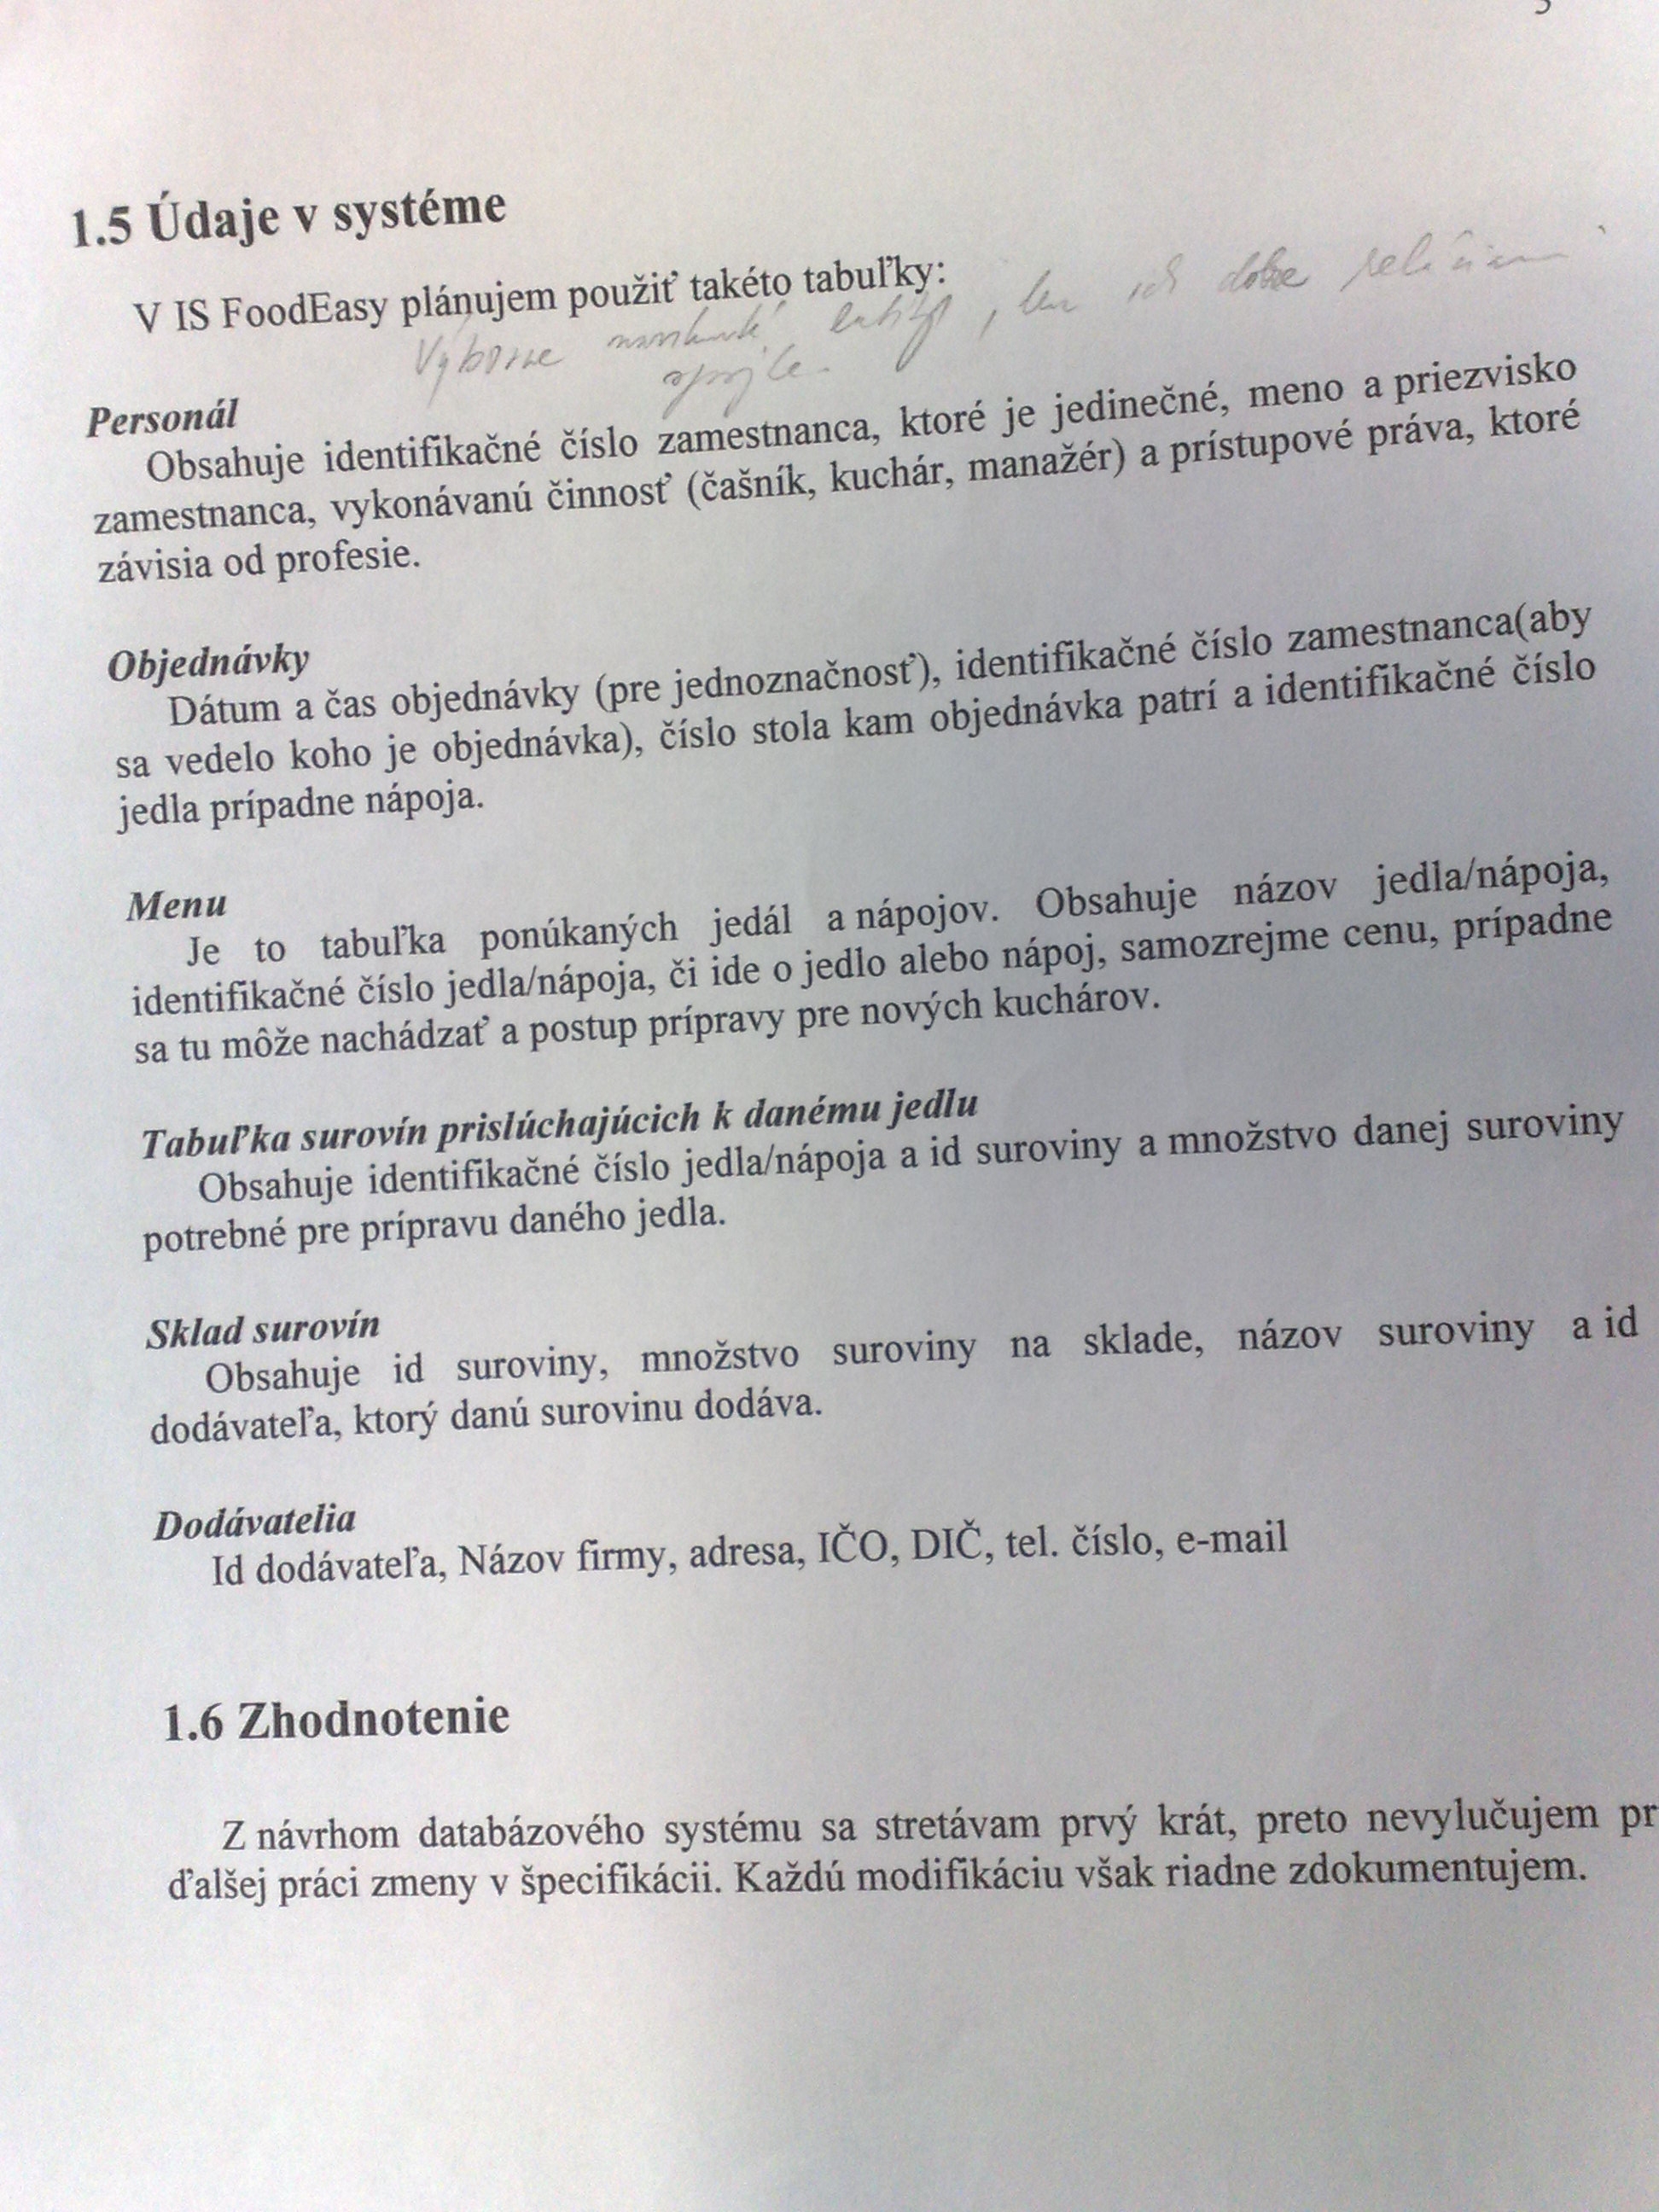 1.5 Údaje v systéme
V IS FoodEasy plánujem použiť takéto tabuľky:
Výborne navrhnuté entity, len ich dobre relačne
spojte.
Personál
Obsahuje identifikačné číslo zamestnanca, ktoré je jedinečné, meno a priezvisko
zamestnanca, vykonávanú činnosť (čašník, kuchár, manažér) a prístupové práva, ktoré
závisia od profesie.
Objednávky
Dátum a čas objednávky (pre jednoznačnosť), identifikačné číslo zamestnanca(aby
sa vedelo koho je objednávka), číslo stola kam objednávka patrí a identifikačné číslo
jedla prípadne nápoja.
Menu
Je to tabuľka ponúkaných jedál a nápojov. Obsahuje názov jedla/nápoja,
identifikačné číslo jedla/nápoja, či ide o jedlo alebo nápoj, samozrejme cenu, prípadne
sa tu môže nachádzať a postup prípravy pre nových kuchárov.
Tabuľka surovín prislúchajúcich k danému jedlu
Obsahuje identifikačné číslo jedla/nápoja a id suroviny a množstvo danej suroviny
potrebné pre prípravu daného jedla.
Sklad surovín
Obsahuje id suroviny, množstvo suroviny na sklade, názov suroviny a id
dodávateľa, ktorý danú surovinu dodáva.
Dodávatelia
Id dodávateľa, Názov firmy, adresa, IČO, DIČ, tel. číslo, e-mail
1.6 Zhodnotenie
Z návrhom databázového systému sa stretávam prvý krát, preto nevylučujem pr
ďalšej práci zmeny v špecifikácii. Každú modifikáciu však riadne zdokumentujem.